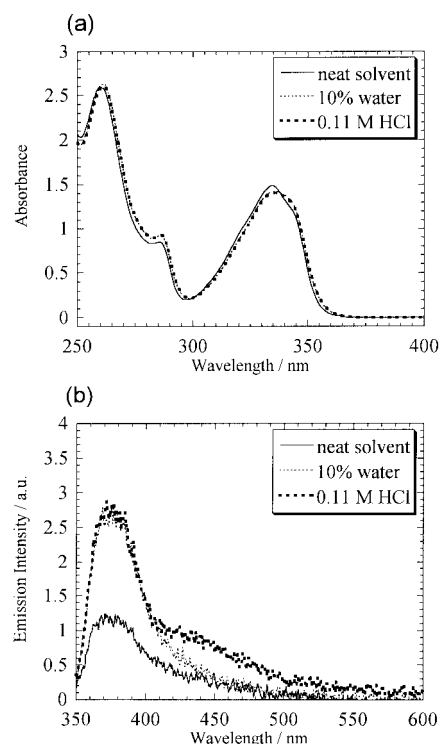 (a)
3
neat solvent
10% water
0.11 M HCl
2.5
2
1.5
1
0.5
0
Absorbance
250 300 350 400
Wavelength / nm
(b)
4
neat solvent
10% water
0.11 M HCl
3.5
3
2.5
2
1.5
1
0.5
0
Emission Intensity / a.u.
350 400 450 500 550 600
Wavelength / nm